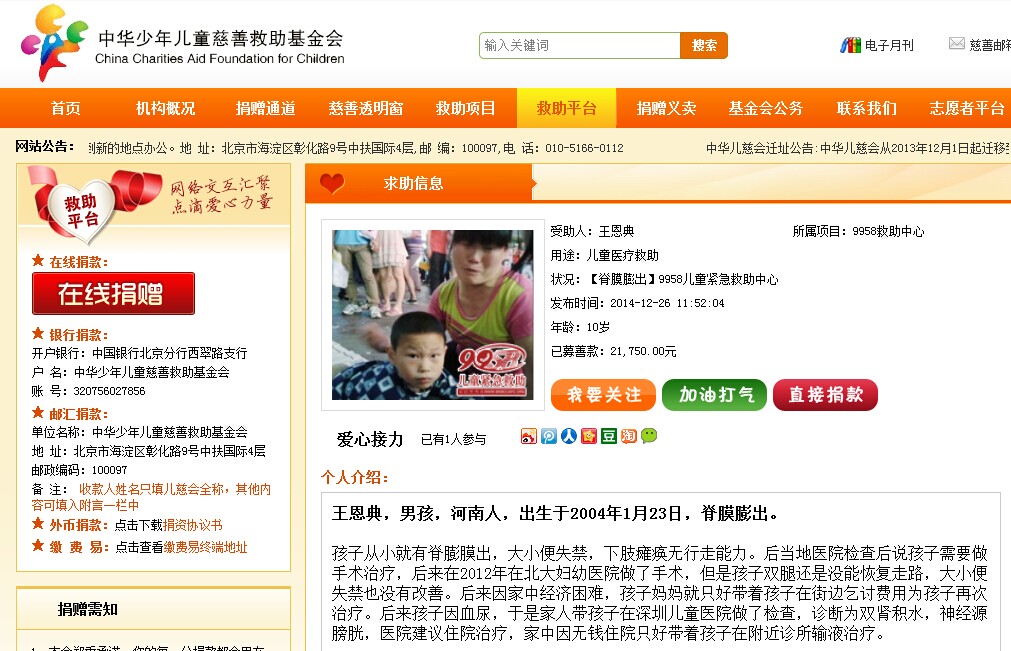 中华少年儿童慈善救助基金会
China Charities Aid Foundation for Children
输入关键词
搜索
电子月刊
慈善邮箱
首页 机构概况 捐赠通道 慈善透明窗 救助项目 救助平台 捐赠义卖 基金会公务 联系我们 志愿者平台
网站公告： 创新的地点办公。地 址：北京市海淀区彰化路9号中扶国际4层,邮 编：100097,电 话：010-5166-0112 中华儿慈会迁址公告:中华儿慈会从2013年12月1日起迁移
救助
平台
网络交互汇聚
点滴爱心力量
★ 在线捐款：
在线捐赠
★ 银行捐款：
开户银行：中国银行北京分行西翠路支行
户 名：中华少年儿童慈善救助基金会
账 号：320756027856
★ 邮汇捐款：
单位名称：中华少年儿童慈善救助基金会
地 址：北京市海淀区彰化路9号中扶国际4层
邮政编码：100097
备 注： 收款人姓名只填儿慈会全称，其他内
容可填入附言一栏中
★ 外币捐款：点击下载捐资协议书
★ 缴 费 易：点击查看缴费易终端地址
捐赠需知
求助信息
9958
儿童紧急救助
受助人：王恩典
所属项目：9958救助中心
用途：儿童医疗救助
状况：【脊膜膨出】9958儿童紧急救助中心
发布时间：2014-12-26 11:52:04
年龄：10岁
已募善款：21,750.00元
我要关注 加油打气 直接捐款
爱心接力 已有1人参与
豆 淘
个人介绍：
王恩典，男孩，河南人，出生于2004年1月23日，脊膜膨出。
孩子从小就有脊膨膜出，大小便失禁，下肢瘫痪无行走能力。后当地医院检查后说孩子需要做
手术治疗，后来在2012年在北大妇幼医院做了手术，但是孩子双腿还是没能恢复走路，大小便
失禁也没有改善。后来因家中经济困难，孩子妈妈就只好带着孩子在街边乞讨费用为孩子再次
治疗。后来孩子因血尿，于是家人带孩子在深圳儿童医院做了检查，诊断为双肾积水，神经源
膀胱，医院建议住院治疗，家中因无钱住院只好带着孩子在附近诊所输液治疗。